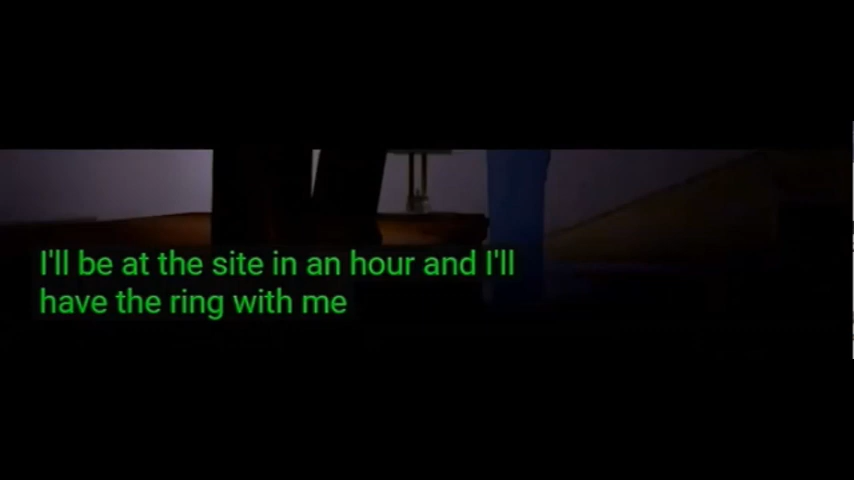 I'll be at the site in an hour and I'll
have the ring with me